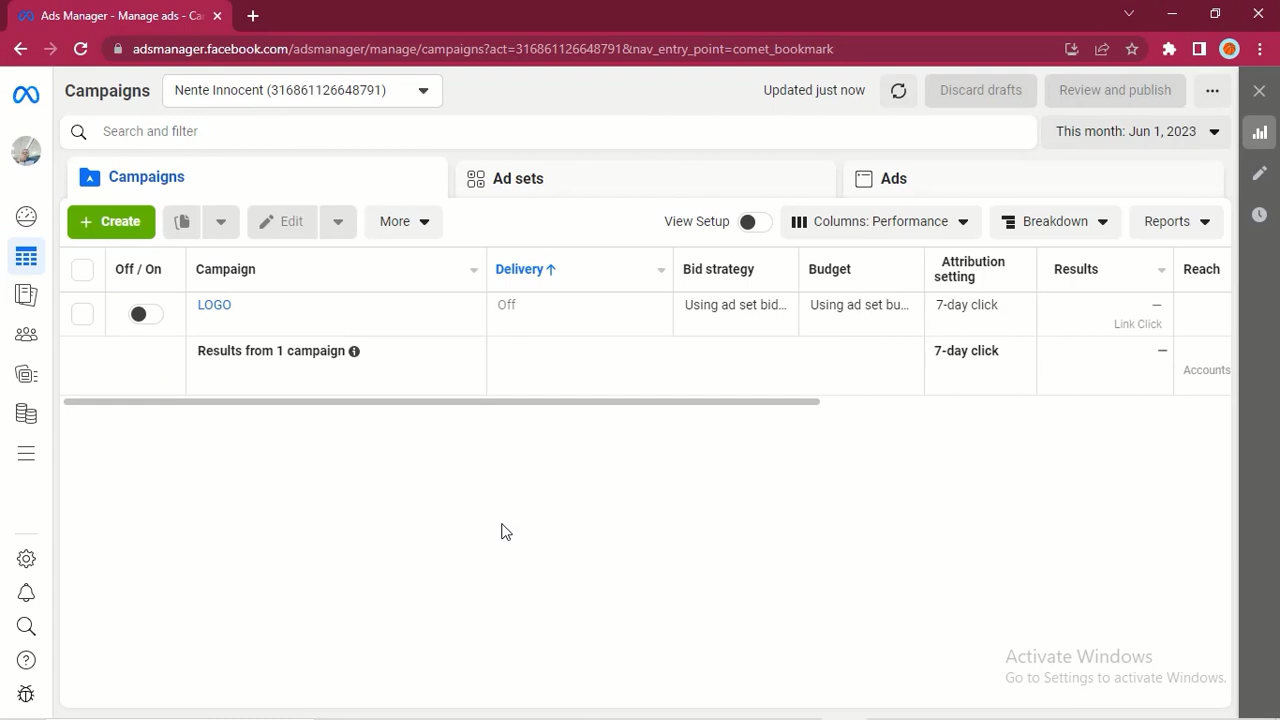 Ads Manager - Manage ads - Ca
adsmanager.facebook.com/adsmanager/manage/campaigns?act=316861126648791&nav_entry_point=comet_bookmark
Campaigns
Nente Innocent (316861126648791)
Updated just now
Discard drafts
Review and publish
Search and filter
This month: Jun 1, 2023
Campaigns
Ad sets
Ads
+ Create
Edit
More
View Setup
Columns: Performance
Breakdown
Reports
Off / On
Campaign
Delivery ↑
Bid strategy
Budget
Attribution
setting
Results
Reach
LOGO
Off
Using ad set bid...
Using ad set bu...
7-day click
—
Link Click
Results from 1 campaign
7-day click
—
Accounts
Activate Windows
Go to Settings to activate Windows.